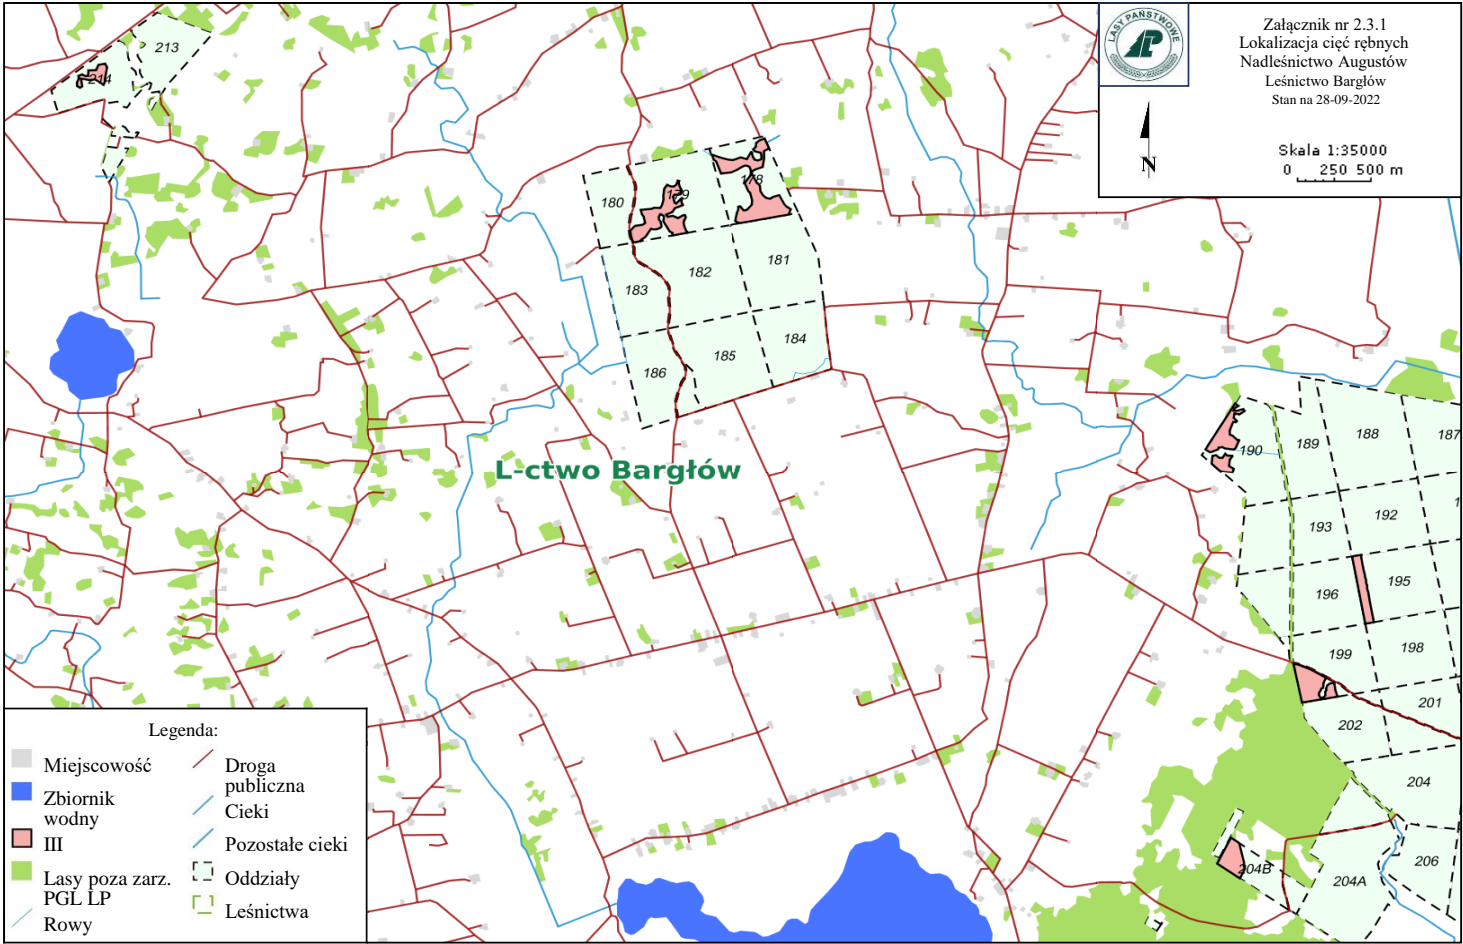 LASY PAŃSTWOWE
Załącznik nr 2.3.1
Lokalizacja cięć rębnych
Nadleśnictwo Augustów
Leśnictwo Bargłów
Stan na 28-09-2022
Skala 1:35000
0 250 500 m
N
213
214
180
179
178
183
182
181
186
185
184
L-ctwo Bargłów
190
189
188
187
193
192
196
195
199
198
202
201
204
204B
204A
206
Legenda:
Miejscowość
Zbiornik
wodny
III
Lasy poza zarz.
PGL LP
Rowy
Droga
publiczna
Cieki
Pozostałe cieki
Oddziały
Leśnictwa